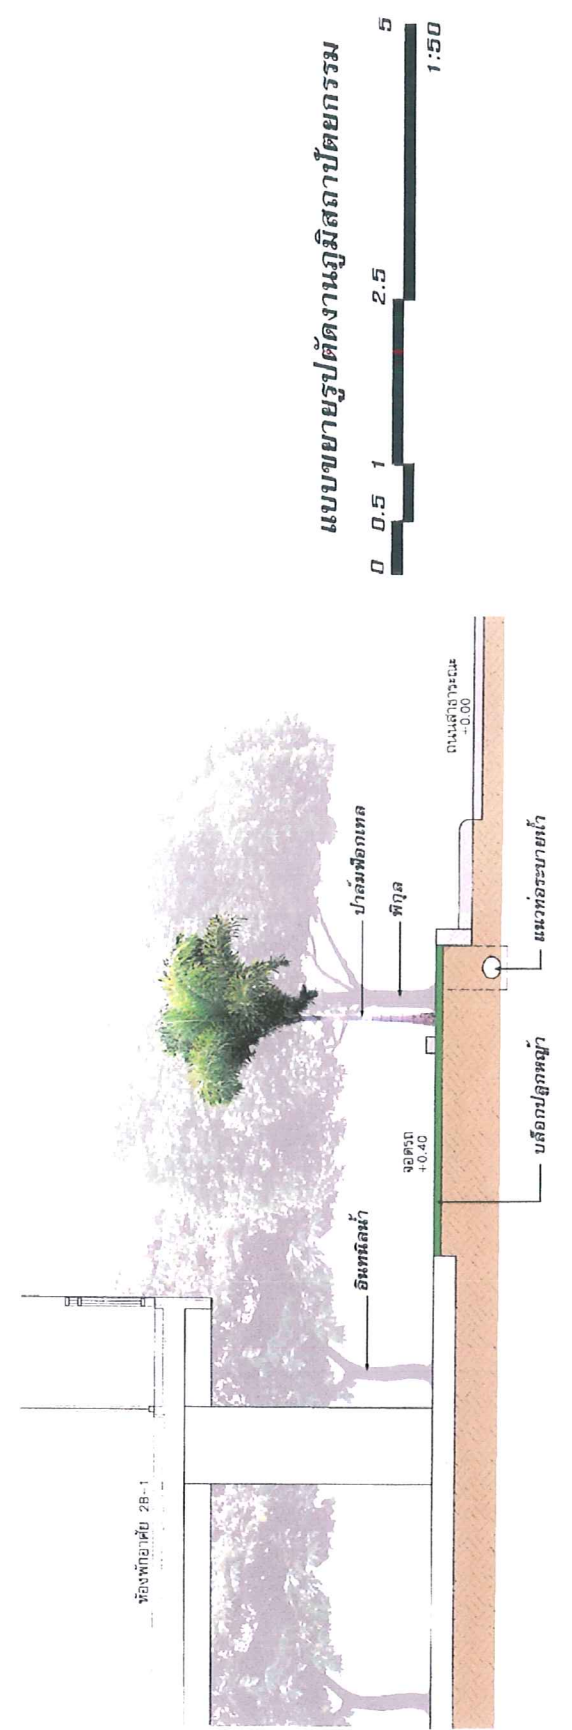 ห้องพักอาศัย 2B-1
อินทนิลน้ำ
จอดรถ
+0.40
ปาล์มฟ๊อกเทล
พิกุล
ถนนสาธารณะ
+0.00
บล๊อกปลูกหญ้า
แนวท่อระบายน้ำ
แบบขยายรูปตัดงานภูมิสถาปัตยกรรม
0 0.5 1 2.5 5
1:50